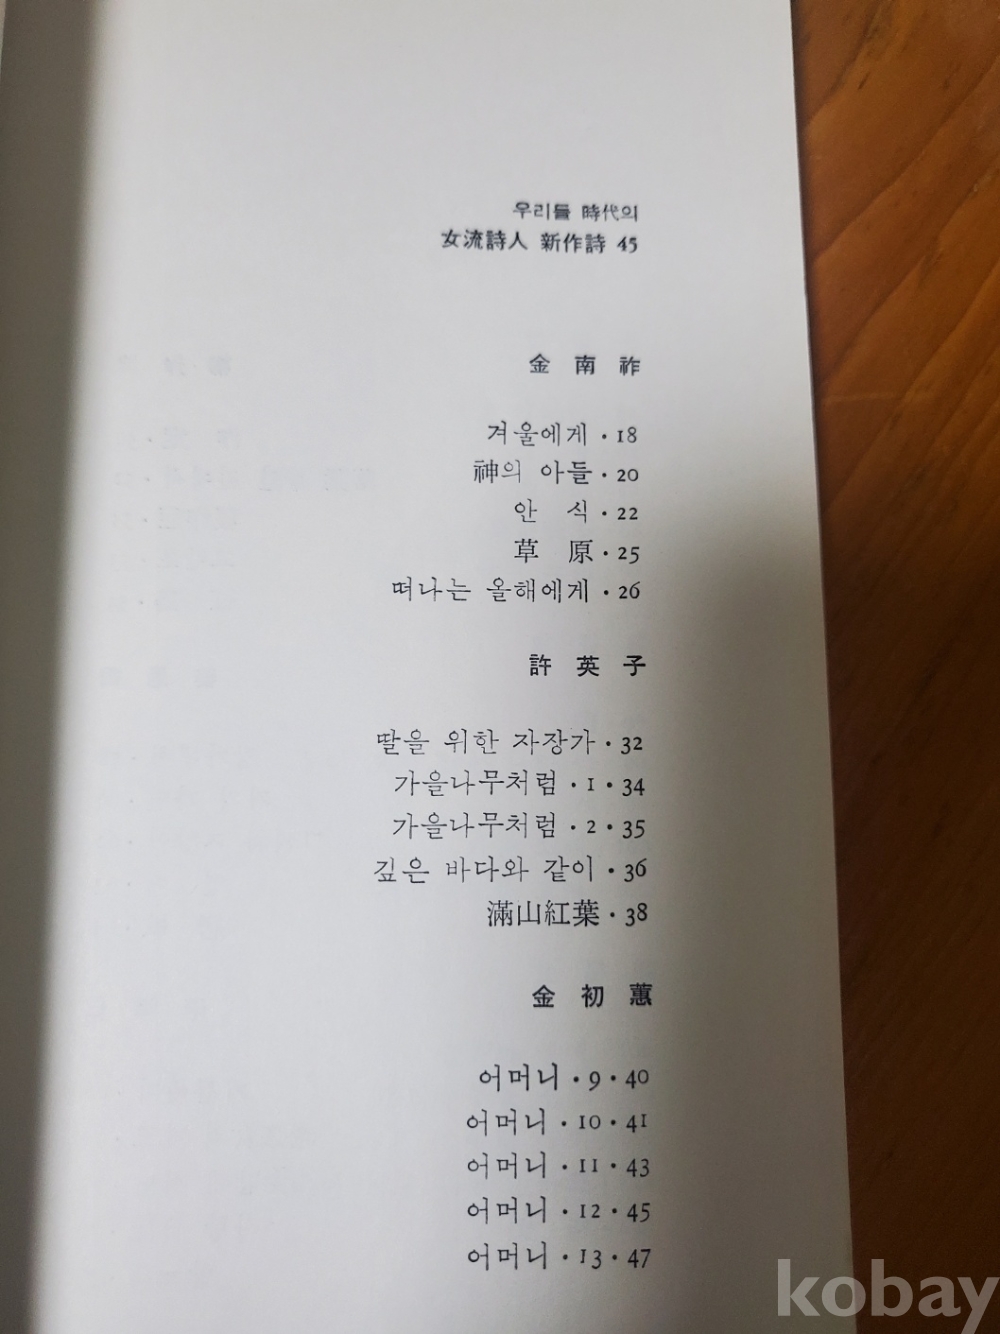 우리들 時代의
女流詩人 新作詩 45
金 南 祚
겨울에게 · 18
神의 아들 · 20
안 식 · 22
草 原 · 25
떠나는 올해에게 · 26
許 英 子
딸을 위한 자장가 · 32
가을나무처럼 · 1 · 34
가을나무처럼 · 2 · 35
깊은 바다와 같이 · 36
滿山紅葉 · 38
金 初 蕙
어머니 · 9 · 40
어머니 · 10 · 41
어머니 · 11 · 43
어머니 · 12 · 45
어머니 · 13 · 47
kobay